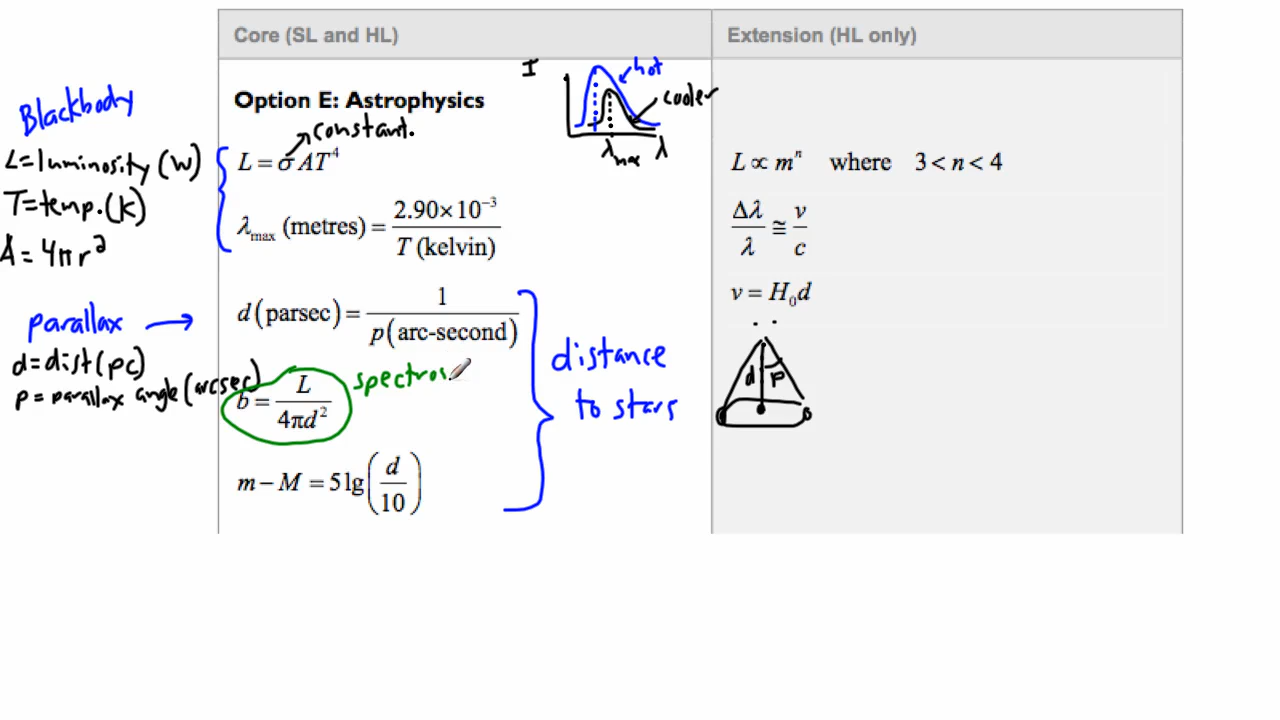 Core (SL and HL)
Extension (HL only)
Option E: Astrophysics
I
hot
cooler
λmax λ
Blackbody
L = luminosity (W)
T = temp. (K)
A = 4πr²
constant.
L = σAT⁴
λmax (metres) = 2.90×10⁻³ / T (kelvin)
L ∝ mⁿ where 3 < n < 4
Δλ/λ ≅ v/c
v = H₀d
parallax →
d = dist (pc)
p = parallax angle (arcsec)
d (parsec) = 1 / p(arc-second)
b = L / 4πd²
spectros
m − M = 5 lg(d/10)
distance
to stars
d p